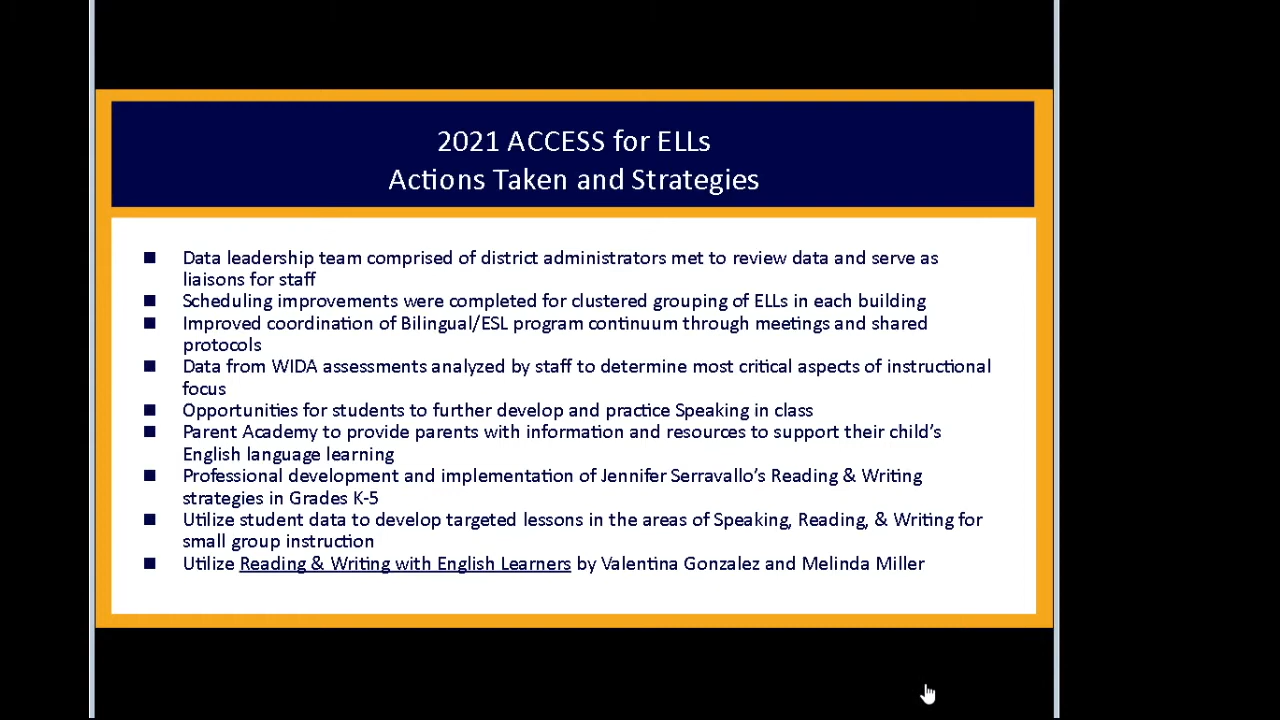 2021 ACCESS for ELLs
Actions Taken and Strategies
■ Data leadership team comprised of district administrators met to review data and serve as
liaisons for staff
■ Scheduling improvements were completed for clustered grouping of ELLs in each building
■ Improved coordination of Bilingual/ESL program continuum through meetings and shared
protocols
■ Data from WIDA assessments analyzed by staff to determine most critical aspects of instructional
focus
■ Opportunities for students to further develop and practice Speaking in class
■ Parent Academy to provide parents with information and resources to support their child’s
English language learning
■ Professional development and implementation of Jennifer Serravallo’s Reading & Writing
strategies in Grades K-5
■ Utilize student data to develop targeted lessons in the areas of Speaking, Reading, & Writing for
small group instruction
■ Utilize Reading & Writing with English Learners by Valentina Gonzalez and Melinda Miller